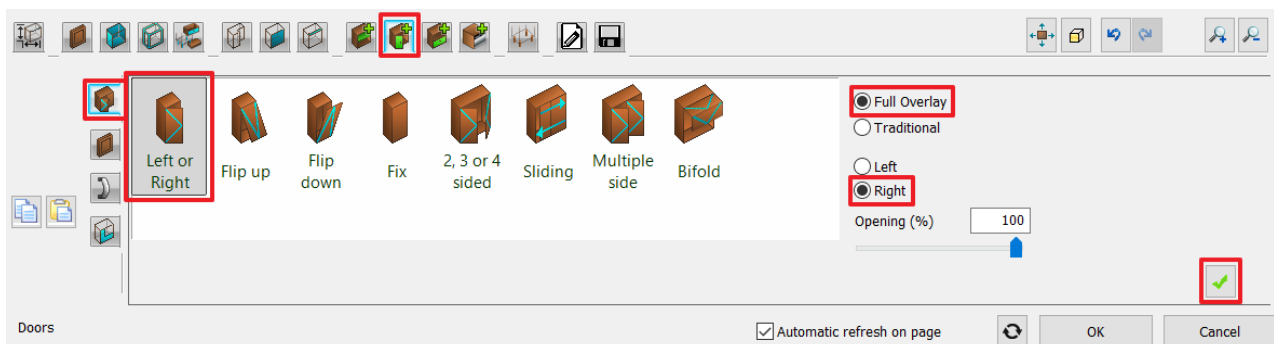 Left or
Right
Flip up
Flip
down
Fix
2, 3 or 4
sided
Sliding
Multiple
side
Bifold
Full Overlay
Traditional
Left
Right
Opening (%) 100
Doors
Automatic refresh on page
OK
Cancel